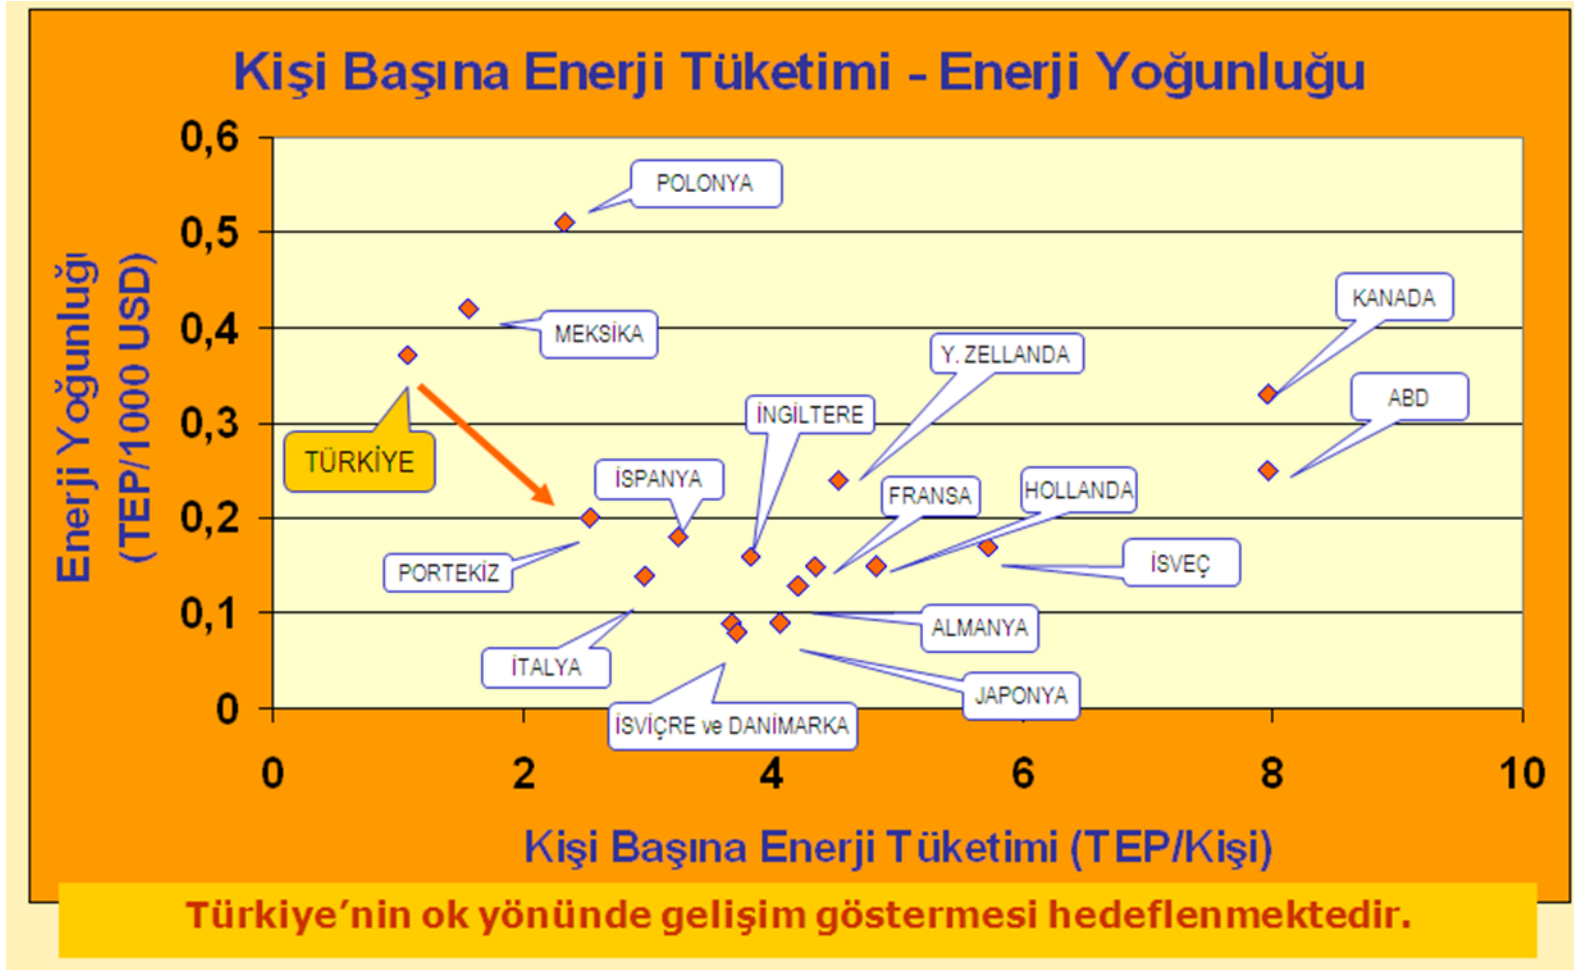 Kişi Başına Enerji Tüketimi - Enerji Yoğunluğu
Enerji Yoğunluğı
(TEP/1000 USD)
0,6
0,5
0,4
0,3
0,2
0,1
0
POLONYA
MEKSİKA
TÜRKİYE
KANADA
Y. ZELLANDA
ABD
İNGİLTERE
İSPANYA
FRANSA
HOLLANDA
PORTEKİZ
İSVEÇ
İTALYA
ALMANYA
JAPONYA
İSVİÇRE ve DANİMARKA
0 2 4 6 8 10
Kişi Başına Enerji Tüketimi (TEP/Kişi)
Türkiye’nin ok yönünde gelişim göstermesi hedeflenmektedir.